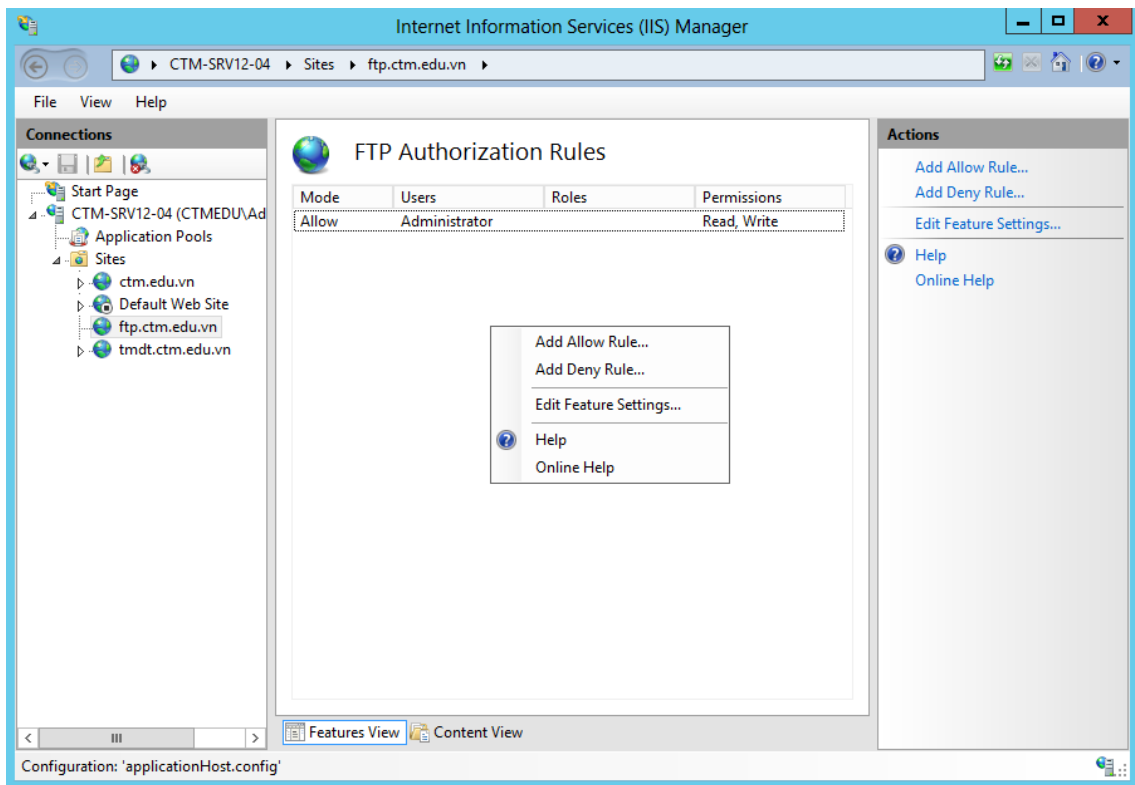 Internet Information Services (IIS) Manager
CTM-SRV12-04 Sites ftp.ctm.edu.vn
File View Help
Connections
Start Page
CTM-SRV12-04 (CTMEDU\Ad
Application Pools
Sites
ctm.edu.vn
Default Web Site
ftp.ctm.edu.vn
tmdt.ctm.edu.vn
FTP Authorization Rules
Mode Users Roles Permissions
Allow Administrator Read, Write
Add Allow Rule...
Add Deny Rule...
Edit Feature Settings...
Help
Online Help
Features View Content View
Actions
Add Allow Rule...
Add Deny Rule...
Edit Feature Settings...
Help
Online Help
Configuration: 'applicationHost.config'